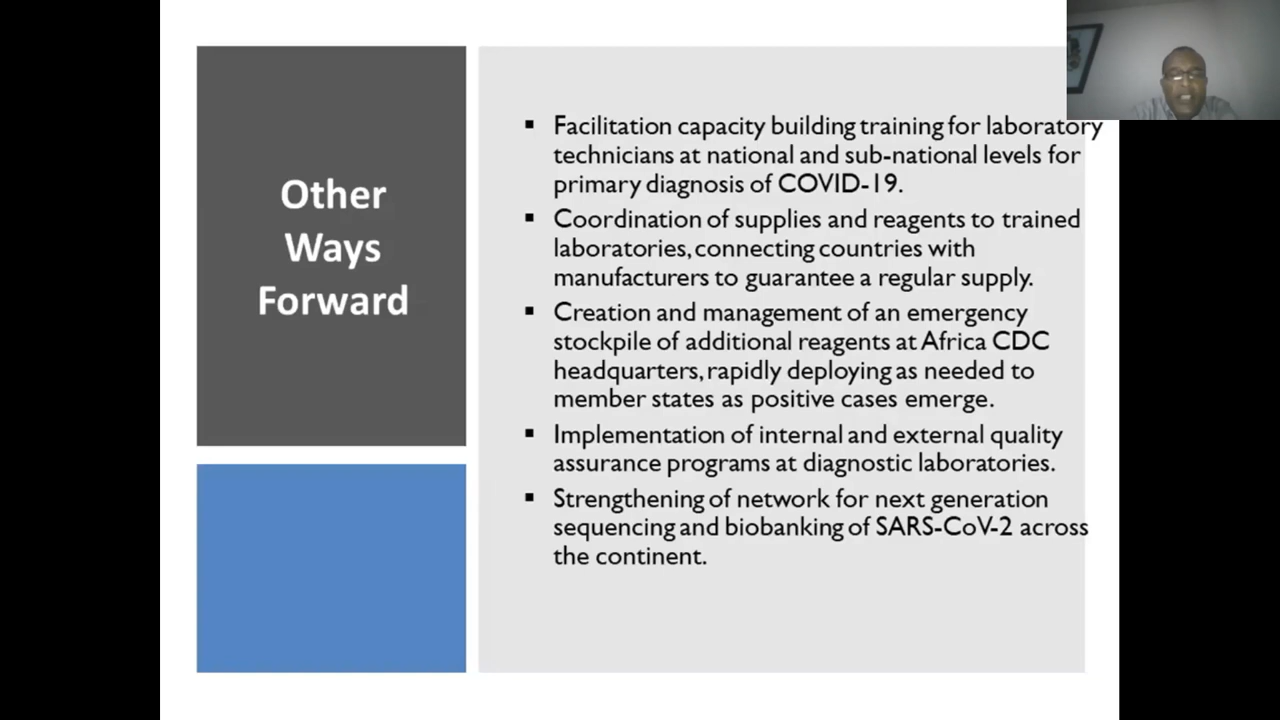 Other
Ways
Forward
▪ Facilitation capacity building training for laboratory
technicians at national and sub-national levels for
primary diagnosis of COVID-19.
▪ Coordination of supplies and reagents to trained
laboratories, connecting countries with
manufacturers to guarantee a regular supply.
▪ Creation and management of an emergency
stockpile of additional reagents at Africa CDC
headquarters, rapidly deploying as needed to
member states as positive cases emerge.
▪ Implementation of internal and external quality
assurance programs at diagnostic laboratories.
▪ Strengthening of network for next generation
sequencing and biobanking of SARS-CoV-2 across
the continent.